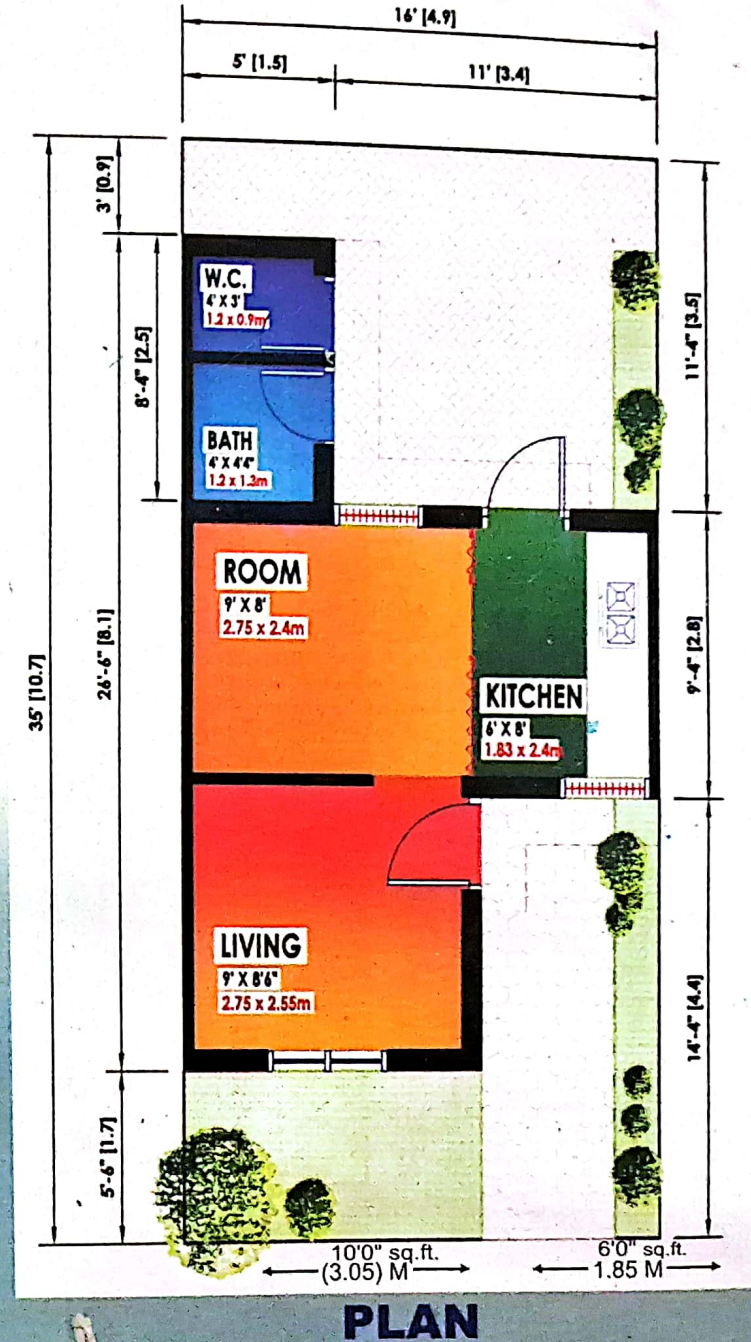 16' [4.9]
5' [1.5]
11' [3.4]
3' [0.9]
W.C.
4' X 3'
1.2 x 0.9m
8'-4" [2.5]
11'-4" [3.5]
BATH
4' X 4'4"
1.2 x 1.3m
ROOM
9' X 8'
2.75 x 2.4m
26'-6" [8.1]
35' [10.7]
9'-4" [2.8]
KITCHEN
6' X 8'
1.83 x 2.4m
LIVING
9' X 8'6"
2.75 x 2.55m
14'-4" [4.4]
5'-6" [1.7]
10'0" sq.ft.
(3.05) M
6'0" sq.ft.
1.85 M
PLAN